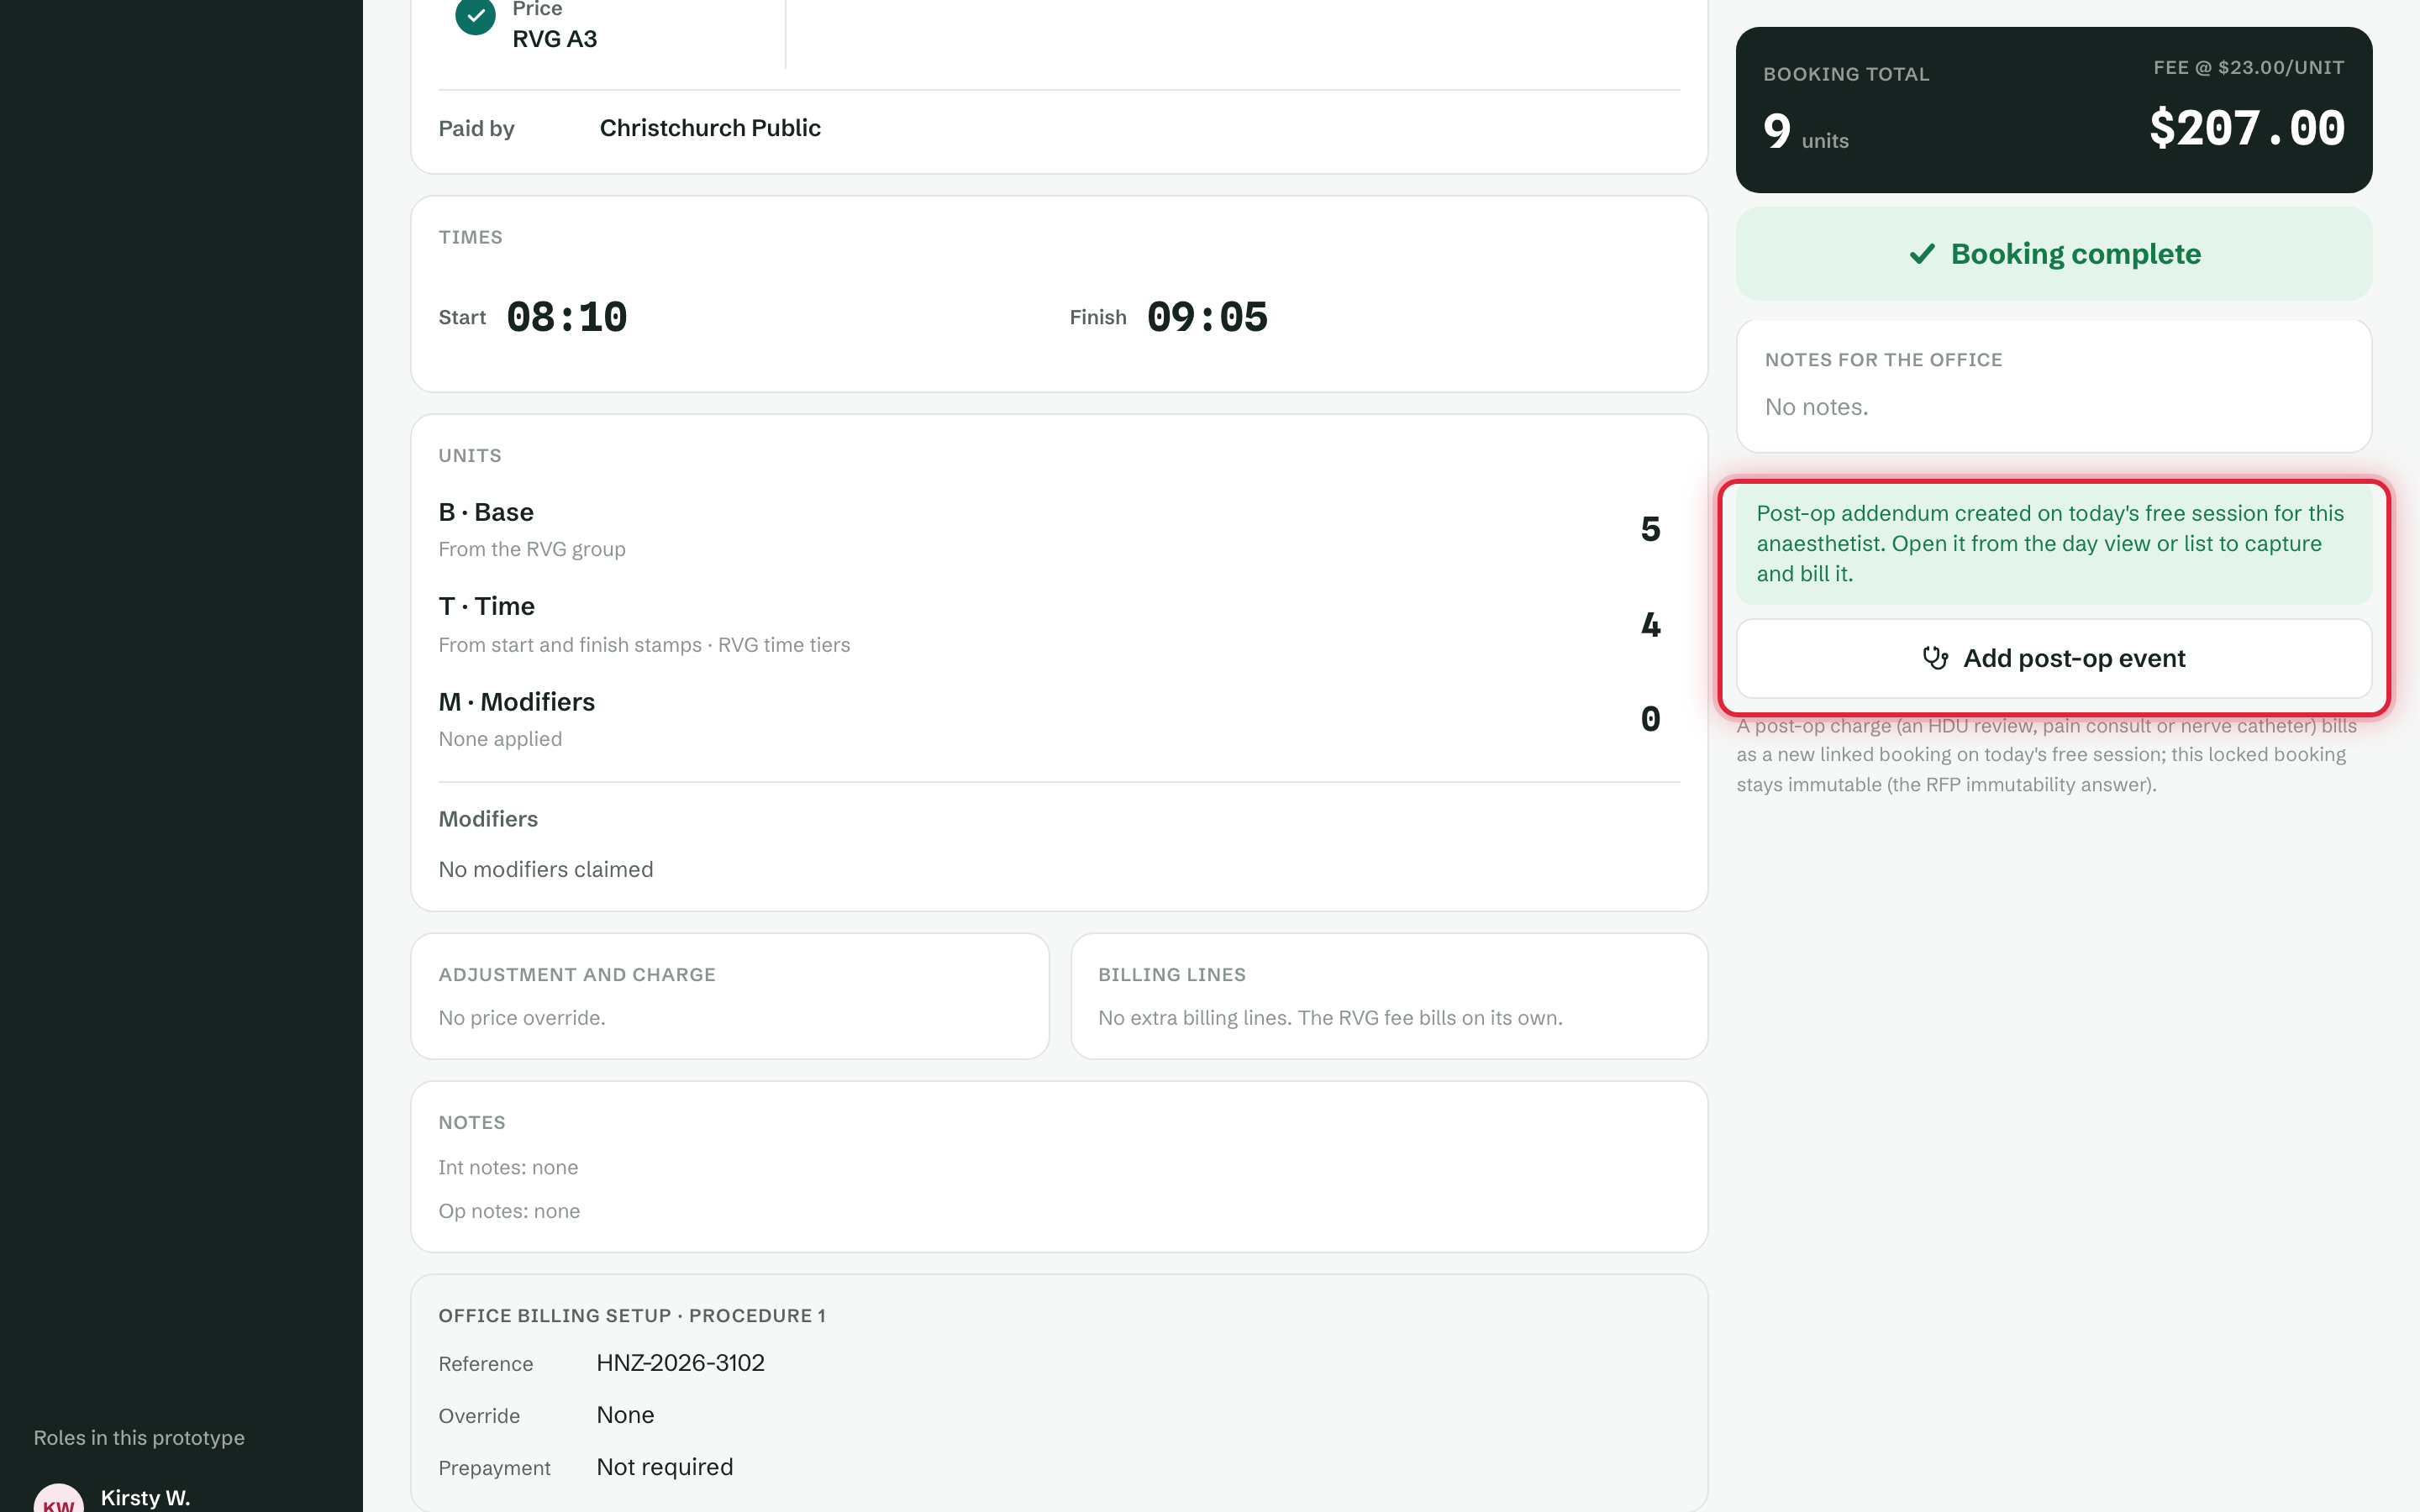 Price
RVG A3
Paid by
Christchurch Public
TIMES
Start 08:10
Finish 09:05
UNITS
B · Base
From the RVG group
5
T · Time
From start and finish stamps · RVG time tiers
4
M · Modifiers
None applied
0
Modifiers
No modifiers claimed
ADJUSTMENT AND CHARGE
No price override.
BILLING LINES
No extra billing lines. The RVG fee bills on its own.
NOTES
Int notes: none
Op notes: none
OFFICE BILLING SETUP · PROCEDURE 1
Reference HNZ-2026-3102
Override None
Prepayment Not required
BOOKING TOTAL
9 units
FEE @ $23.00/UNIT
$207.00
Booking complete
NOTES FOR THE OFFICE
No notes.
Post-op addendum created on today's free session for this
anaesthetist. Open it from the day view or list to capture
and bill it.
Add post-op event
A post-op charge (an HDU review, pain consult or nerve catheter) bills
as a new linked booking on today's free session; this locked booking
stays immutable (the RFP immutability answer).
Roles in this prototype
KW
Kirsty W.